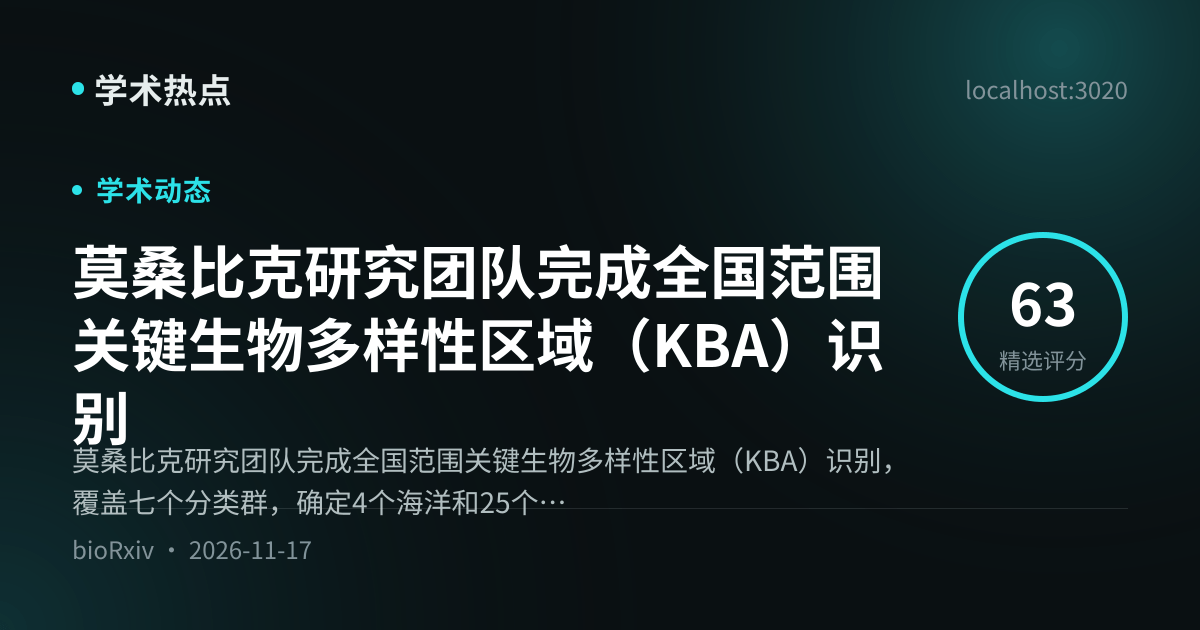 学术热点
localhost:3020
学术动态
莫桑比克研究团队完成全国范围
关键生物多样性区域（KBA）识
别
63
精选评分
莫桑比克研究团队完成全国范围关键生物多样性区域（KBA）识别，
覆盖七个分类群，确定4个海洋和25个…
bioRxiv · 2026-11-17